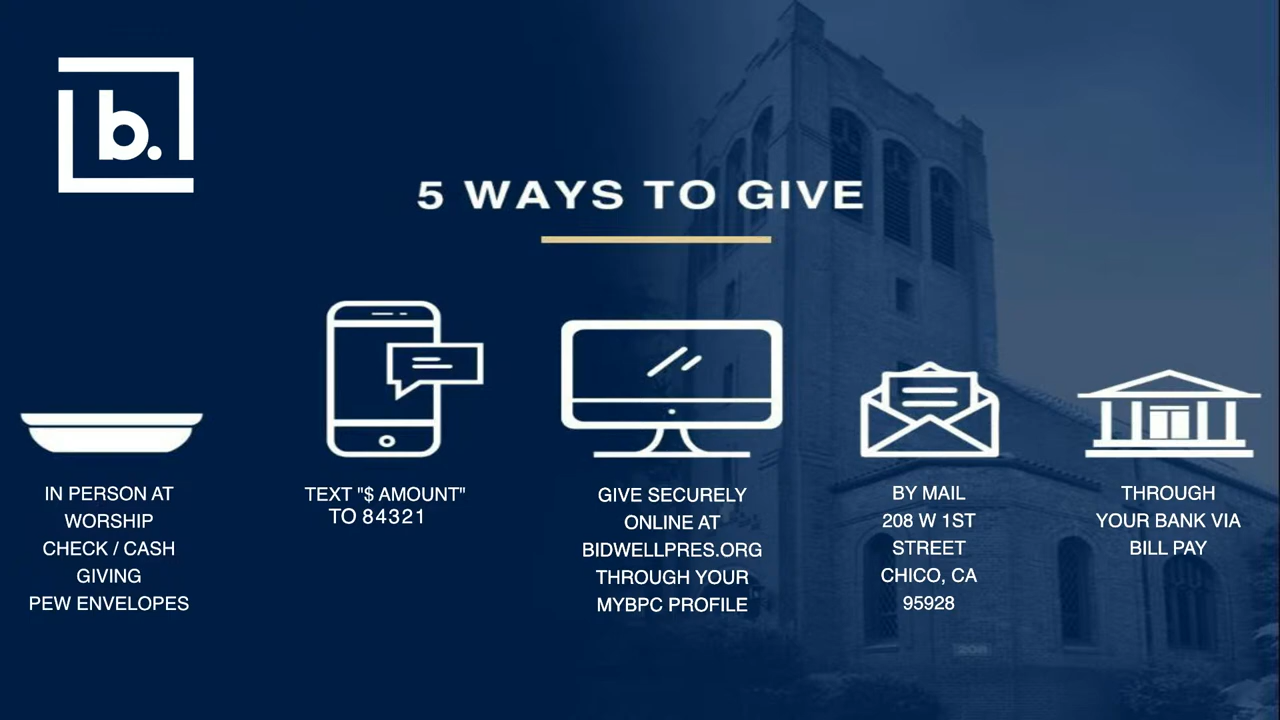 b.
5 WAYS TO GIVE
IN PERSON AT
WORSHIP
CHECK / CASH
GIVING
PEW ENVELOPES
TEXT "$ AMOUNT"
TO 84321
GIVE SECURELY
ONLINE AT
BIDWELLPRES.ORG
THROUGH YOUR
MYBPC PROFILE
BY MAIL
208 W 1ST
STREET
CHICO, CA
95928
THROUGH
YOUR BANK VIA
BILL PAY
208